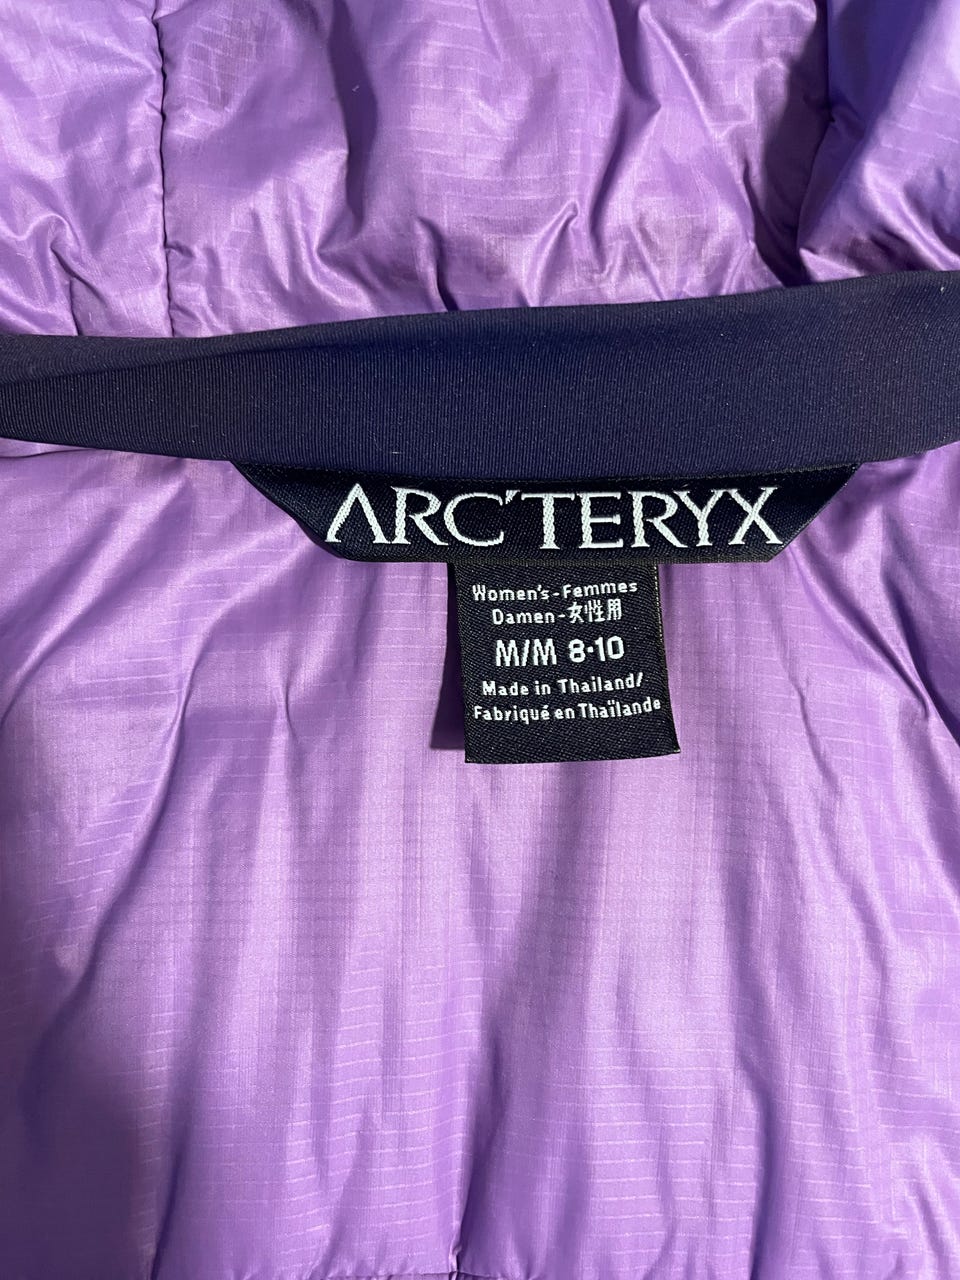 ARC'TERYX
Women's-Femmes
Damen-女性用
M/M 8·10
Made in Thailand/
Fabriqué en Thaïlande